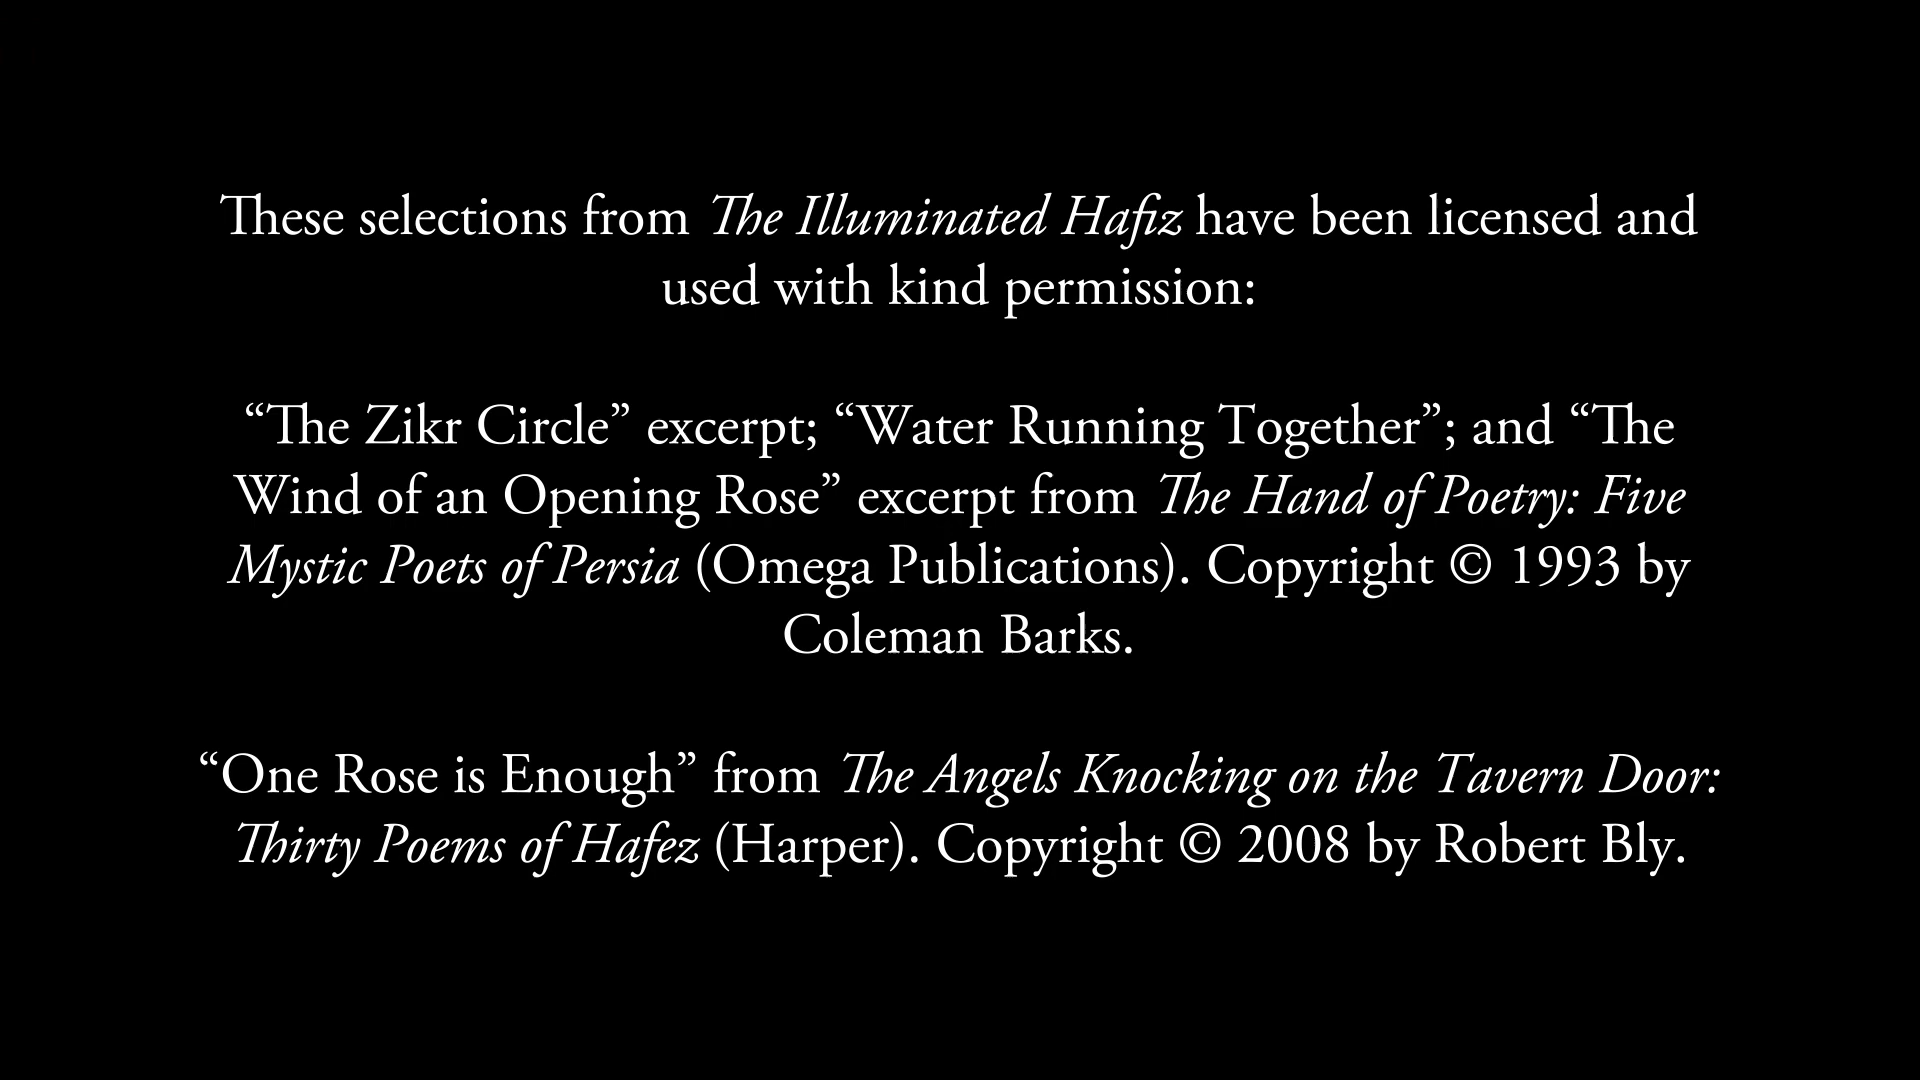 These selections from The Illuminated Hafiz have been licensed and
used with kind permission:
“The Zikr Circle” excerpt; “Water Running Together”; and “The
Wind of an Opening Rose” excerpt from The Hand of Poetry: Five
Mystic Poets of Persia (Omega Publications). Copyright © 1993 by
Coleman Barks.
“One Rose is Enough” from The Angels Knocking on the Tavern Door:
Thirty Poems of Hafez (Harper). Copyright © 2008 by Robert Bly.